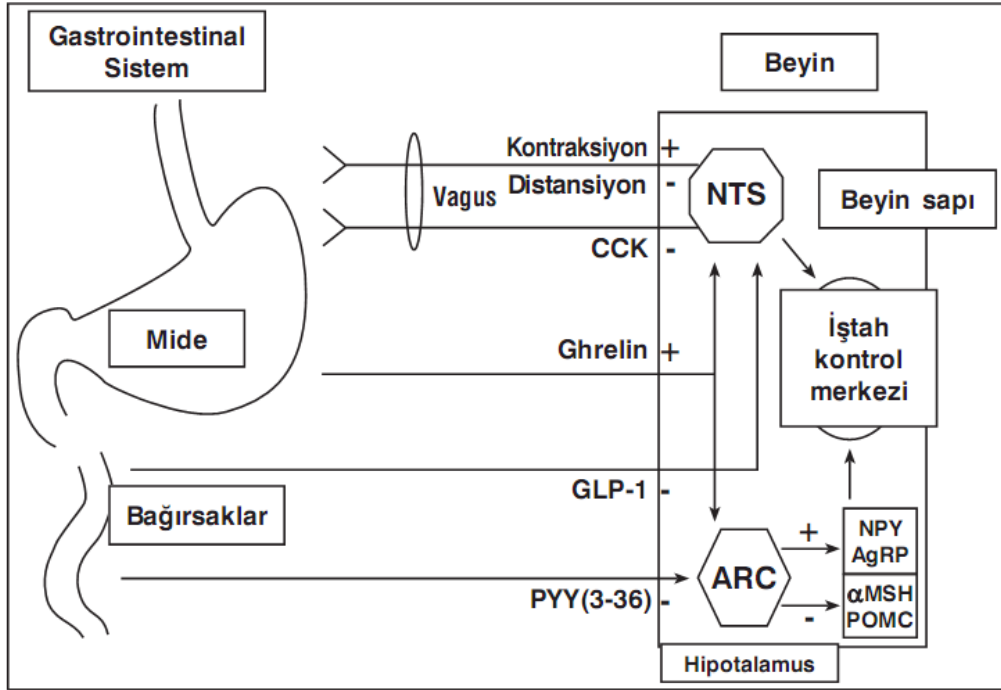 Gastrointestinal
Sistem
Beyin
Kontraksiyon +
Distansiyon -
Vagus
NTS
Beyin sapı
CCK -
Mide
Ghrelin +
İştah
kontrol
merkezi
GLP-1 -
Bağırsaklar
ARC
+
NPY
AgRP
αMSH
POMC
-
PYY(3-36) -
Hipotalamus